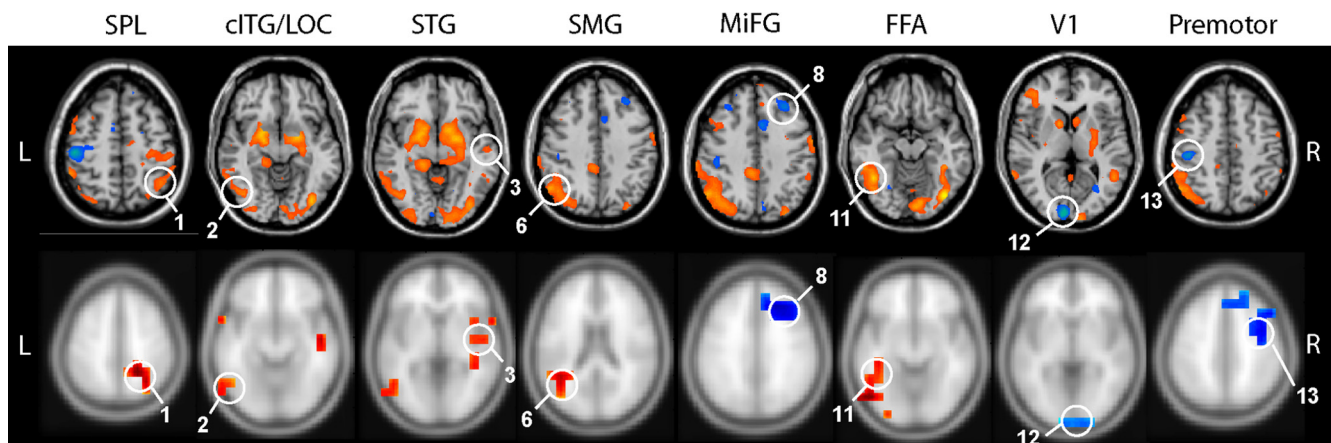 SPL cITG/LOC STG SMG MiFG FFA V1 Premotor
L R
1 2 3 6 8 11 12 13
L R
1 2 3 6 8 11 12 13